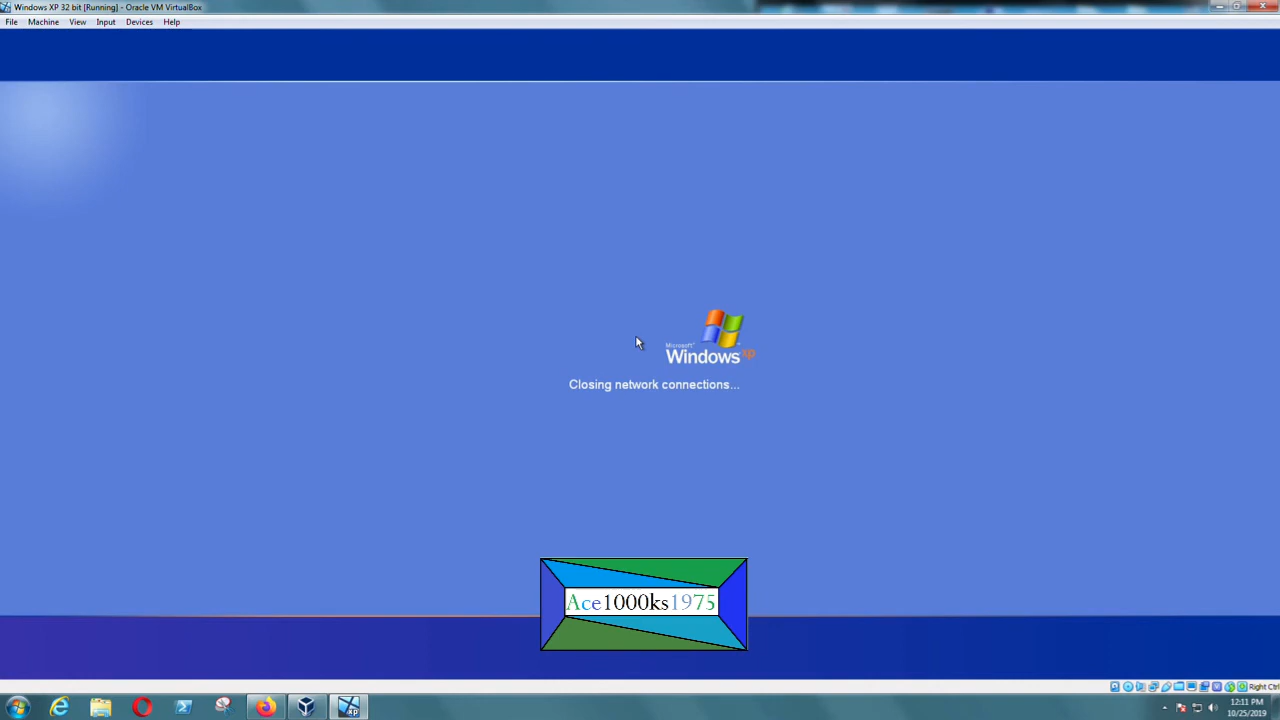 Windows XP 32 bit [Running] - Oracle VM VirtualBox
File Machine View Input Devices Help
Microsoft
Windows xp
Closing network connections...
Ace1000ks1975
Right Ctrl
xp
12:11 PM
10/25/2019